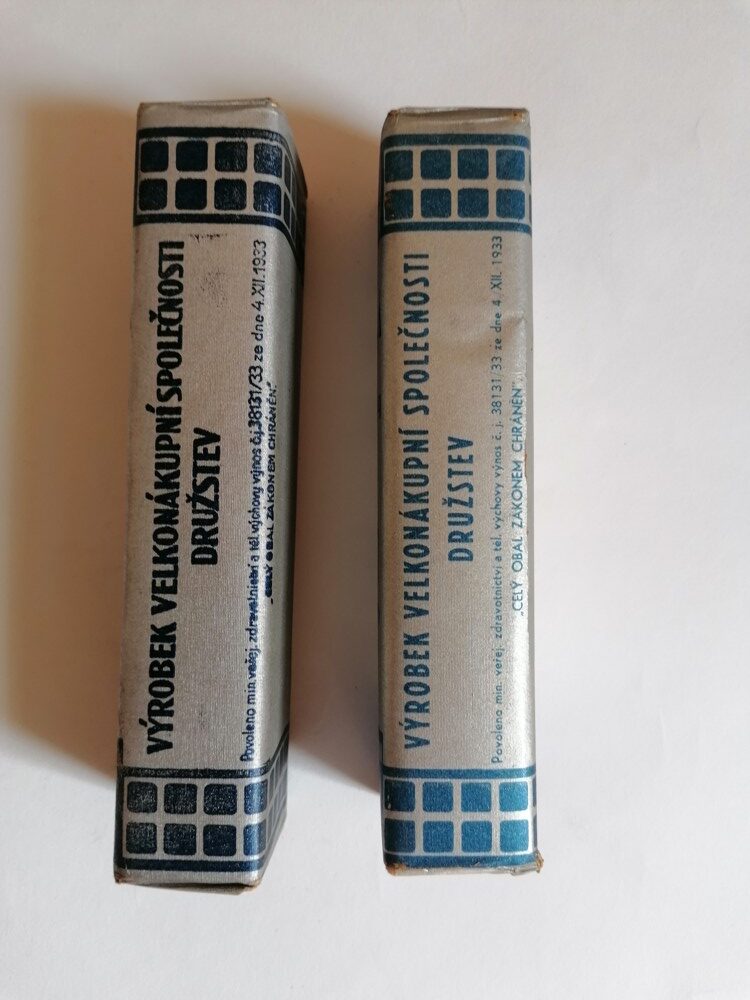 VÝROBEK VELKONÁKUPNÍ SPOLEČNOSTI
DRUŽSTEV
Povoleno min. veřej. zdravotnictví a těl. výchovy výnos č. j. 38131/33 ze dne 4. XII. 1933
„CELÝ OBAL ZÁKONEM CHRÁNĚN”
VÝROBEK VELKONÁKUPNÍ SPOLEČNOSTI
DRUŽSTEV
Povoleno min. veřej. zdravotnictví a těl. výchovy výnos č. j. 38131/33 ze dne 4. XII. 1933
„CELÝ OBAL ZÁKONEM CHRÁNĚN”